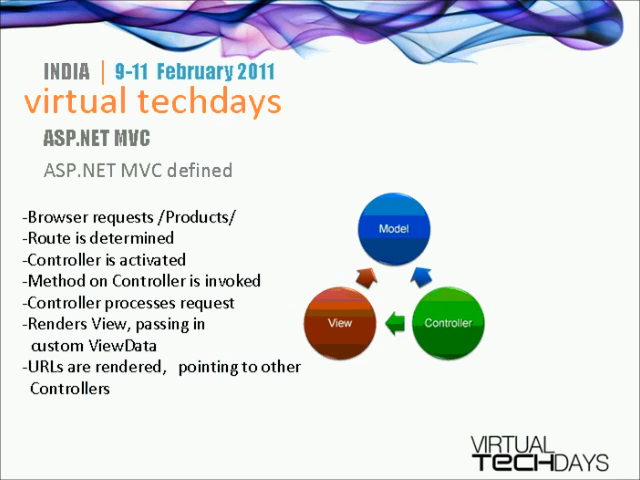 INDIA | 9-11 February 2011
virtual techdays
ASP.NET MVC
ASP.NET MVC defined
-Browser requests /Products/
-Route is determined
-Controller is activated
-Method on Controller is invoked
-Controller processes request
-Renders View, passing in
custom ViewData
-URLs are rendered, pointing to other
Controllers
Model
View
Controller
VIRTUAL
TECHDAYS